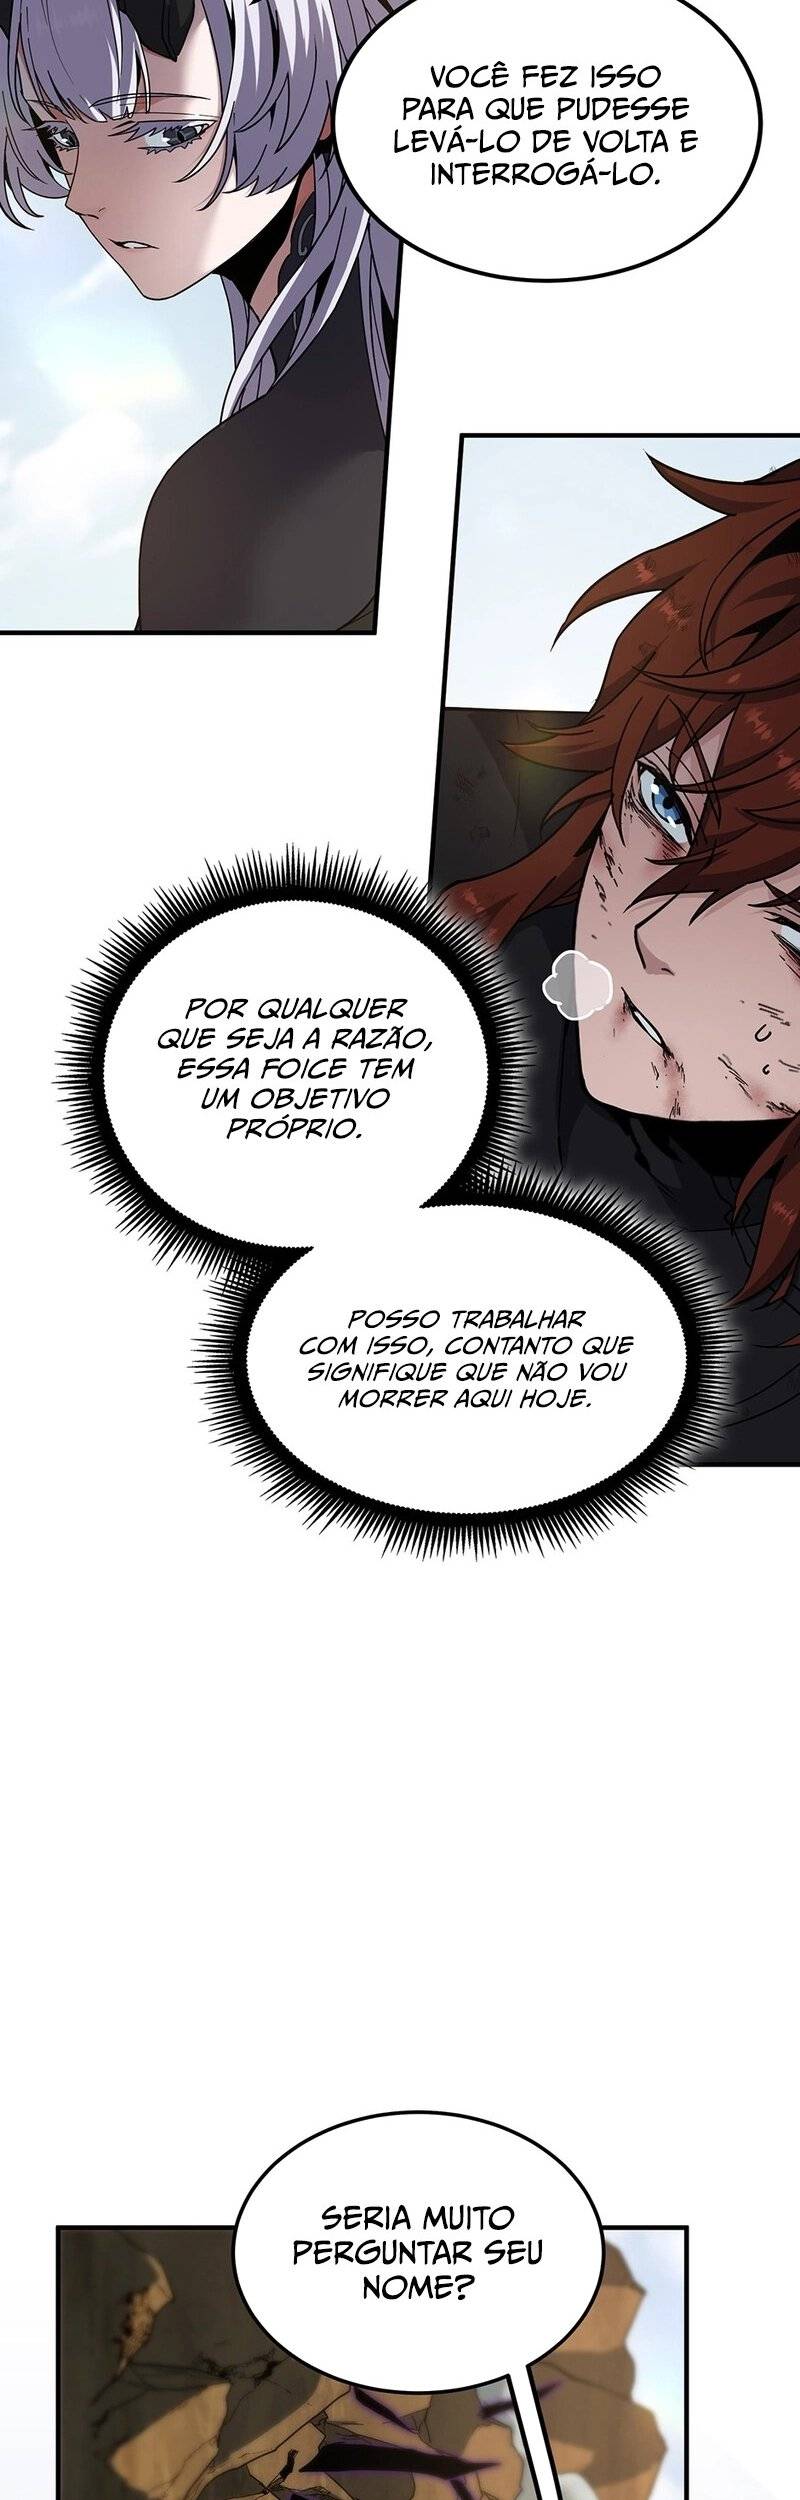 VOCÊ FEZ ISSO
PARA QUE PUDESSE
LEVÁ-LO DE VOLTA E
INTERROGÁ-LO.
POR QUALQUER
QUE SEJA A RAZÃO,
ESSA FOICE TEM
UM OBJETIVO
PRÓPRIO.
POSSO TRABALHAR
COM ISSO, CONTANTO QUE
SIGNIFIQUE QUE NÃO VOU
MORRER AQUI HOJE.
SERIA MUITO
PERGUNTAR SEU
NOME?